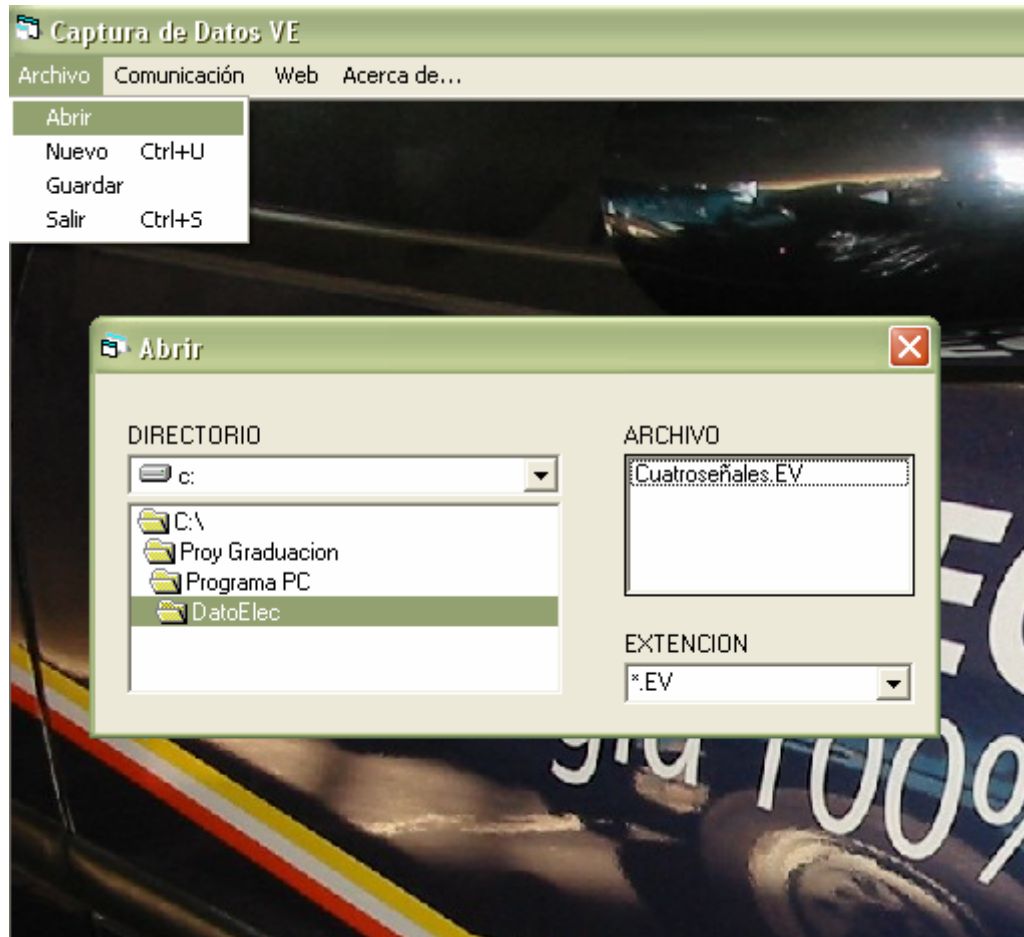 Captura de Datos VE
Archivo Comunicación Web Acerca de...
Abrir
Nuevo Ctrl+U
Guardar
Salir Ctrl+S
Abrir
DIRECTORIO
c:
C:\
Proy Graduacion
Programa PC
DatoElec
ARCHIVO
Cuatroseñales.EV
EXTENCION
*.EV
100%